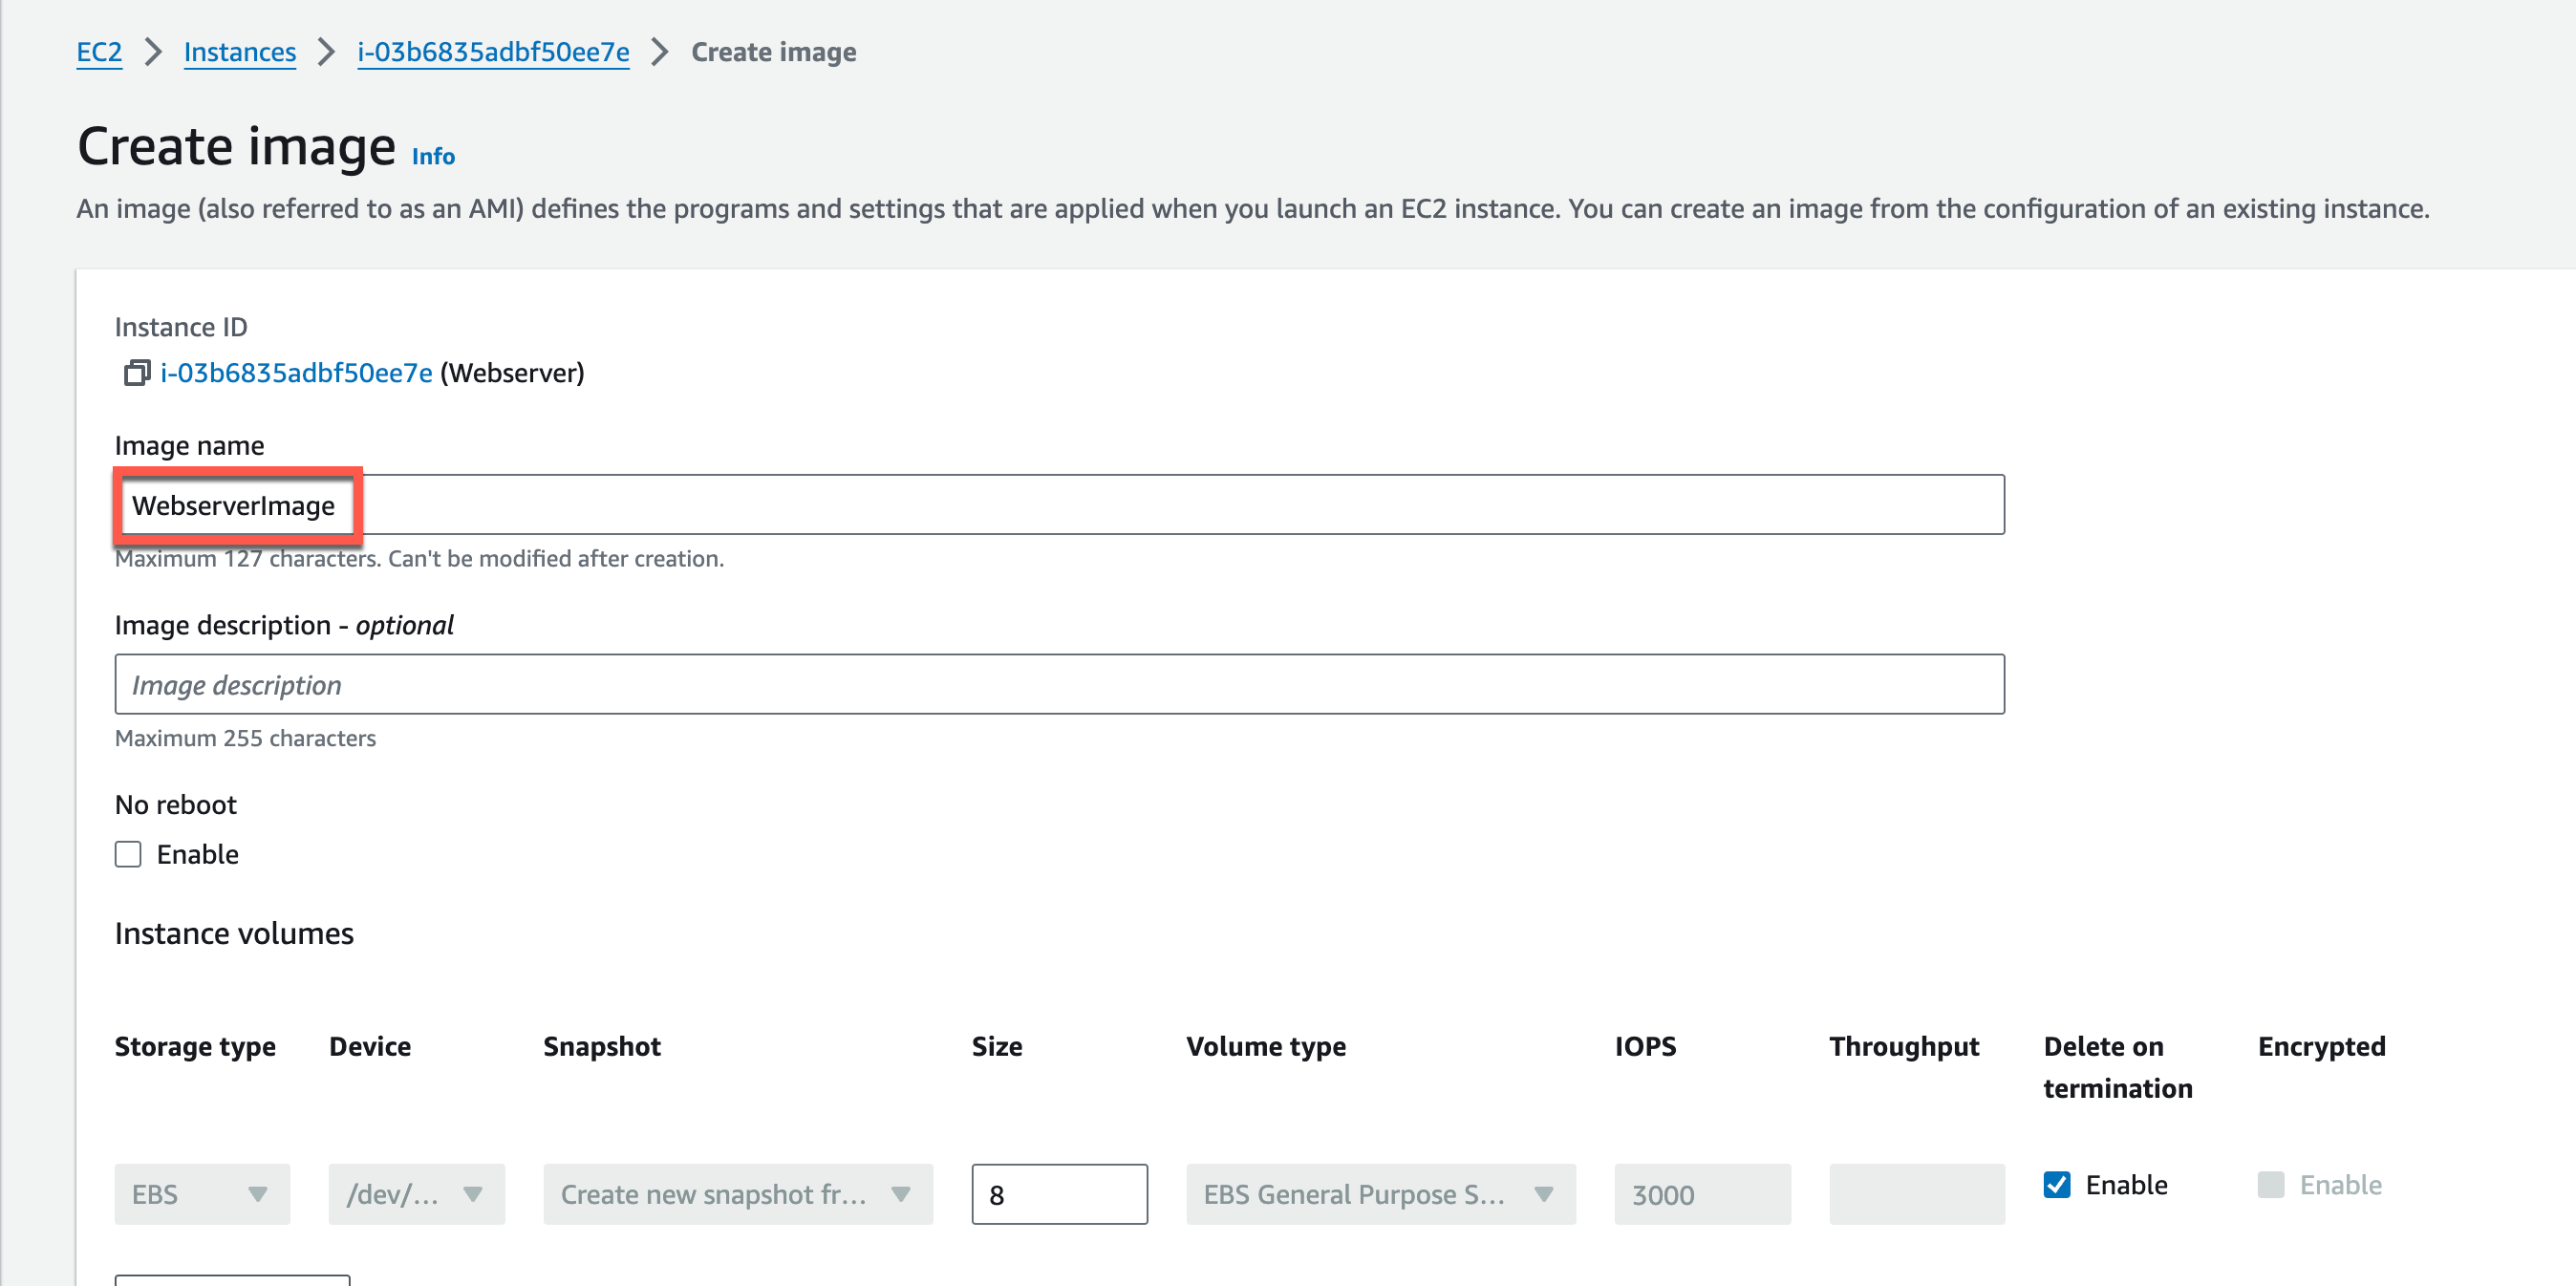 EC2 > Instances > i-03b6835adbf50ee7e > Create image
Create image Info
An image (also referred to as an AMI) defines the programs and settings that are applied when you launch an EC2 instance. You can create an image from the configuration of an existing instance.
Instance ID
i-03b6835adbf50ee7e (Webserver)
Image name
WebserverImage
Maximum 127 characters. Can't be modified after creation.
Image description - optional
Image description
Maximum 255 characters
No reboot
Enable
Instance volumes
Storage type Device Snapshot Size Volume type IOPS Throughput Delete on termination Encrypted
EBS /dev/... Create new snapshot fr... 8 EBS General Purpose S... 3000 Enable Enable